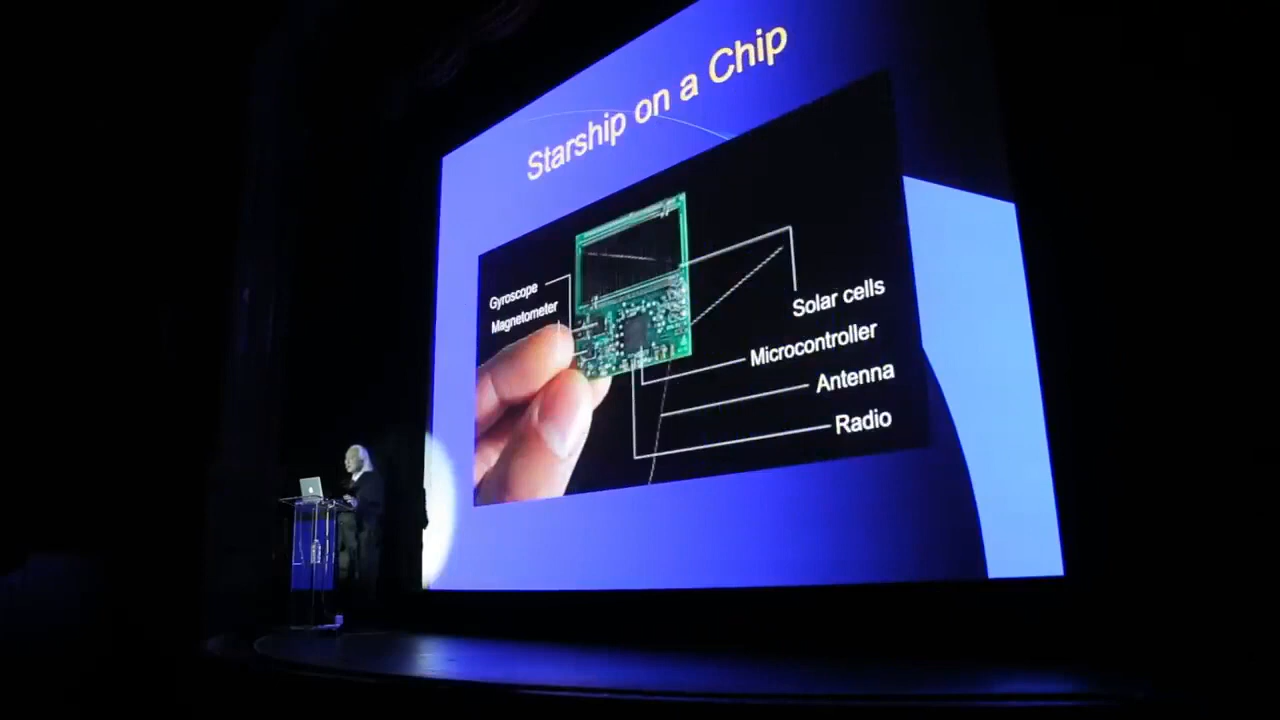 Starship on a Chip
Gyroscope
Magnetometer
Solar cells
Microcontroller
Antenna
Radio